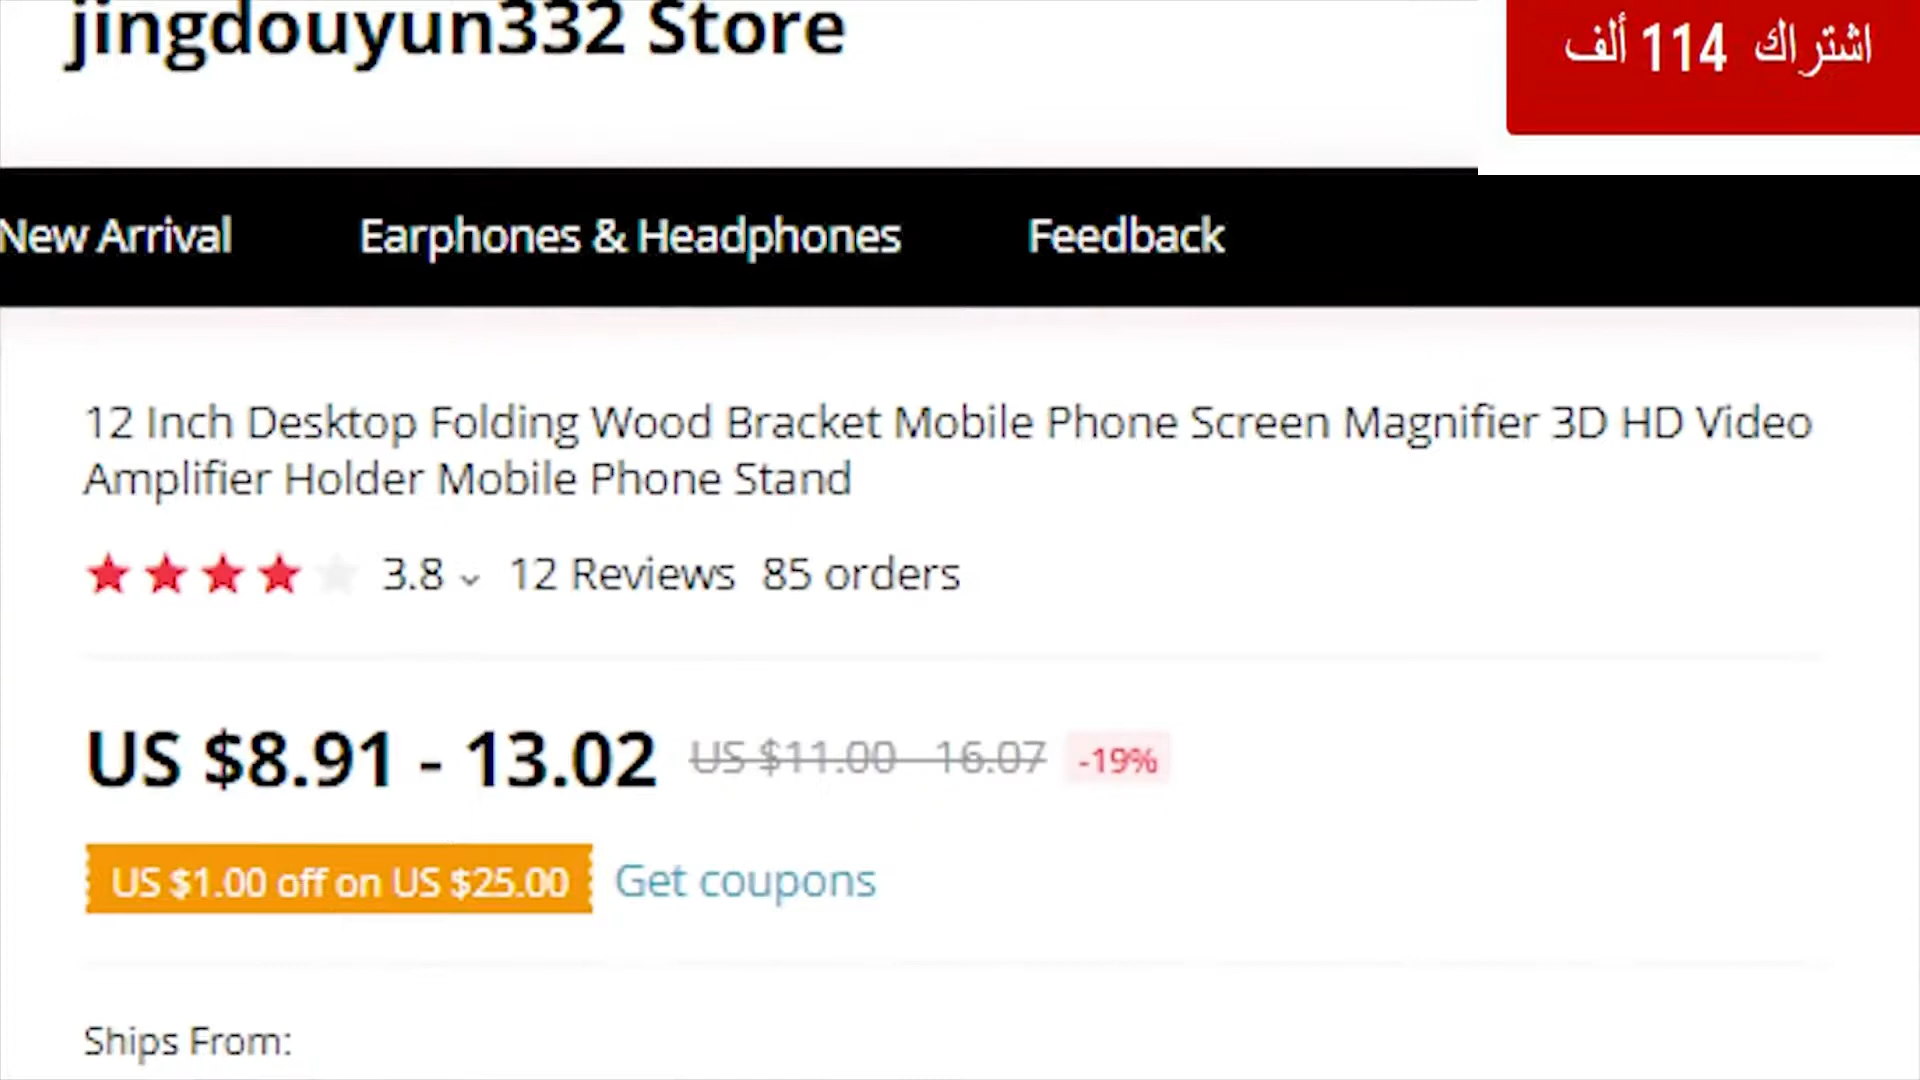 jingdouyun332 Store
اشتراك 114 ألف
New Arrival
Earphones & Headphones
Feedback
12 Inch Desktop Folding Wood Bracket Mobile Phone Screen Magnifier 3D HD Video
Amplifier Holder Mobile Phone Stand
3.8 12 Reviews 85 orders
US $8.91 - 13.02 US $11.00 - 16.07 -19%
US $1.00 off on US $25.00 Get coupons
Ships From: